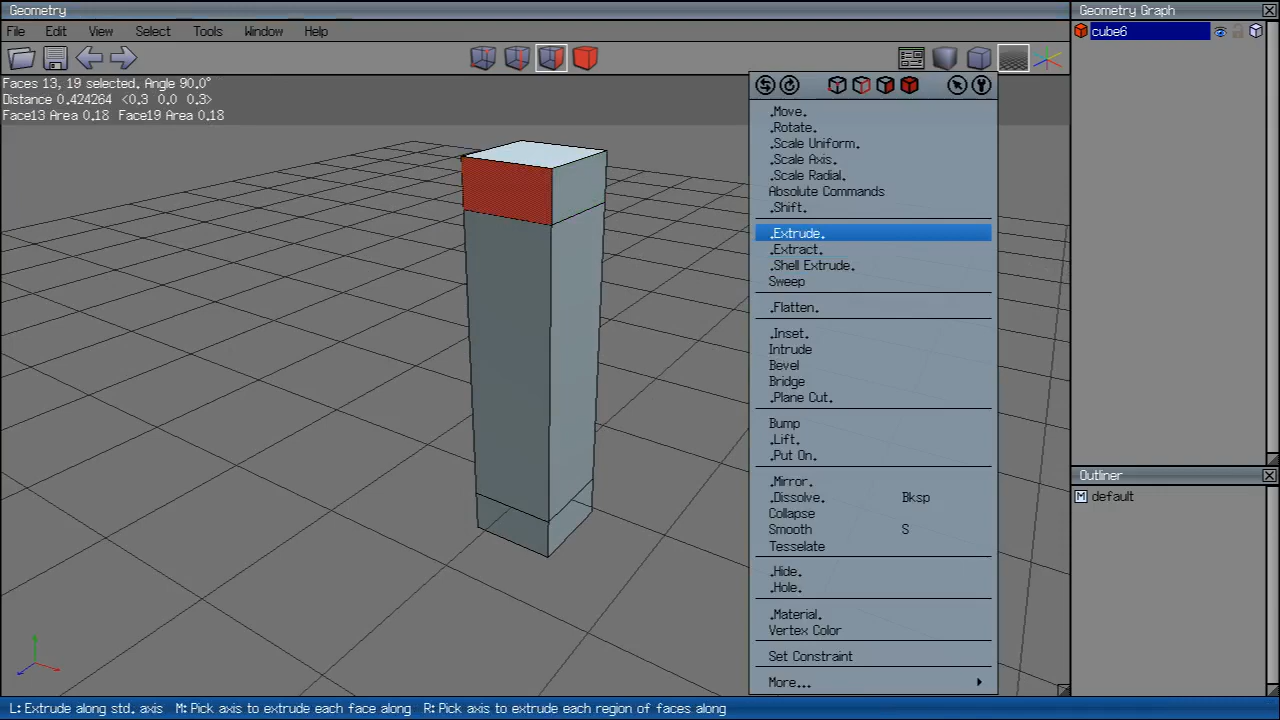 Geometry
Geometry Graph
File Edit View Select Tools Window Help
cube6
Faces 13, 19 selected. Angle 90.0°
Distance 0.424264 <0.3 0.0 0.3>
Face13 Area 0.18 Face19 Area 0.18
.Move.
.Rotate.
.Scale Uniform.
.Scale Axis.
.Scale Radial.
Absolute Commands
.Shift.
.Extrude.
.Extract.
.Shell Extrude.
Sweep
.Flatten.
.Inset.
Intrude
Bevel
Bridge
.Plane Cut.
Bump
.Lift.
.Put On.
.Mirror.
.Dissolve. Bksp
Collapse
Smooth S
Tesselate
.Hide.
.Hole.
.Material.
Vertex Color
Set Constraint
More...
Outliner
M default
L: Extrude along std. axis M: Pick axis to extrude each face along R: Pick axis to extrude each region of faces along